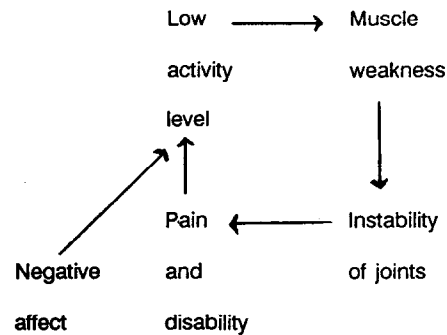 Low
activity
level
Muscle
weakness
Pain
and
disability
Instability
of joints
Negative
affect